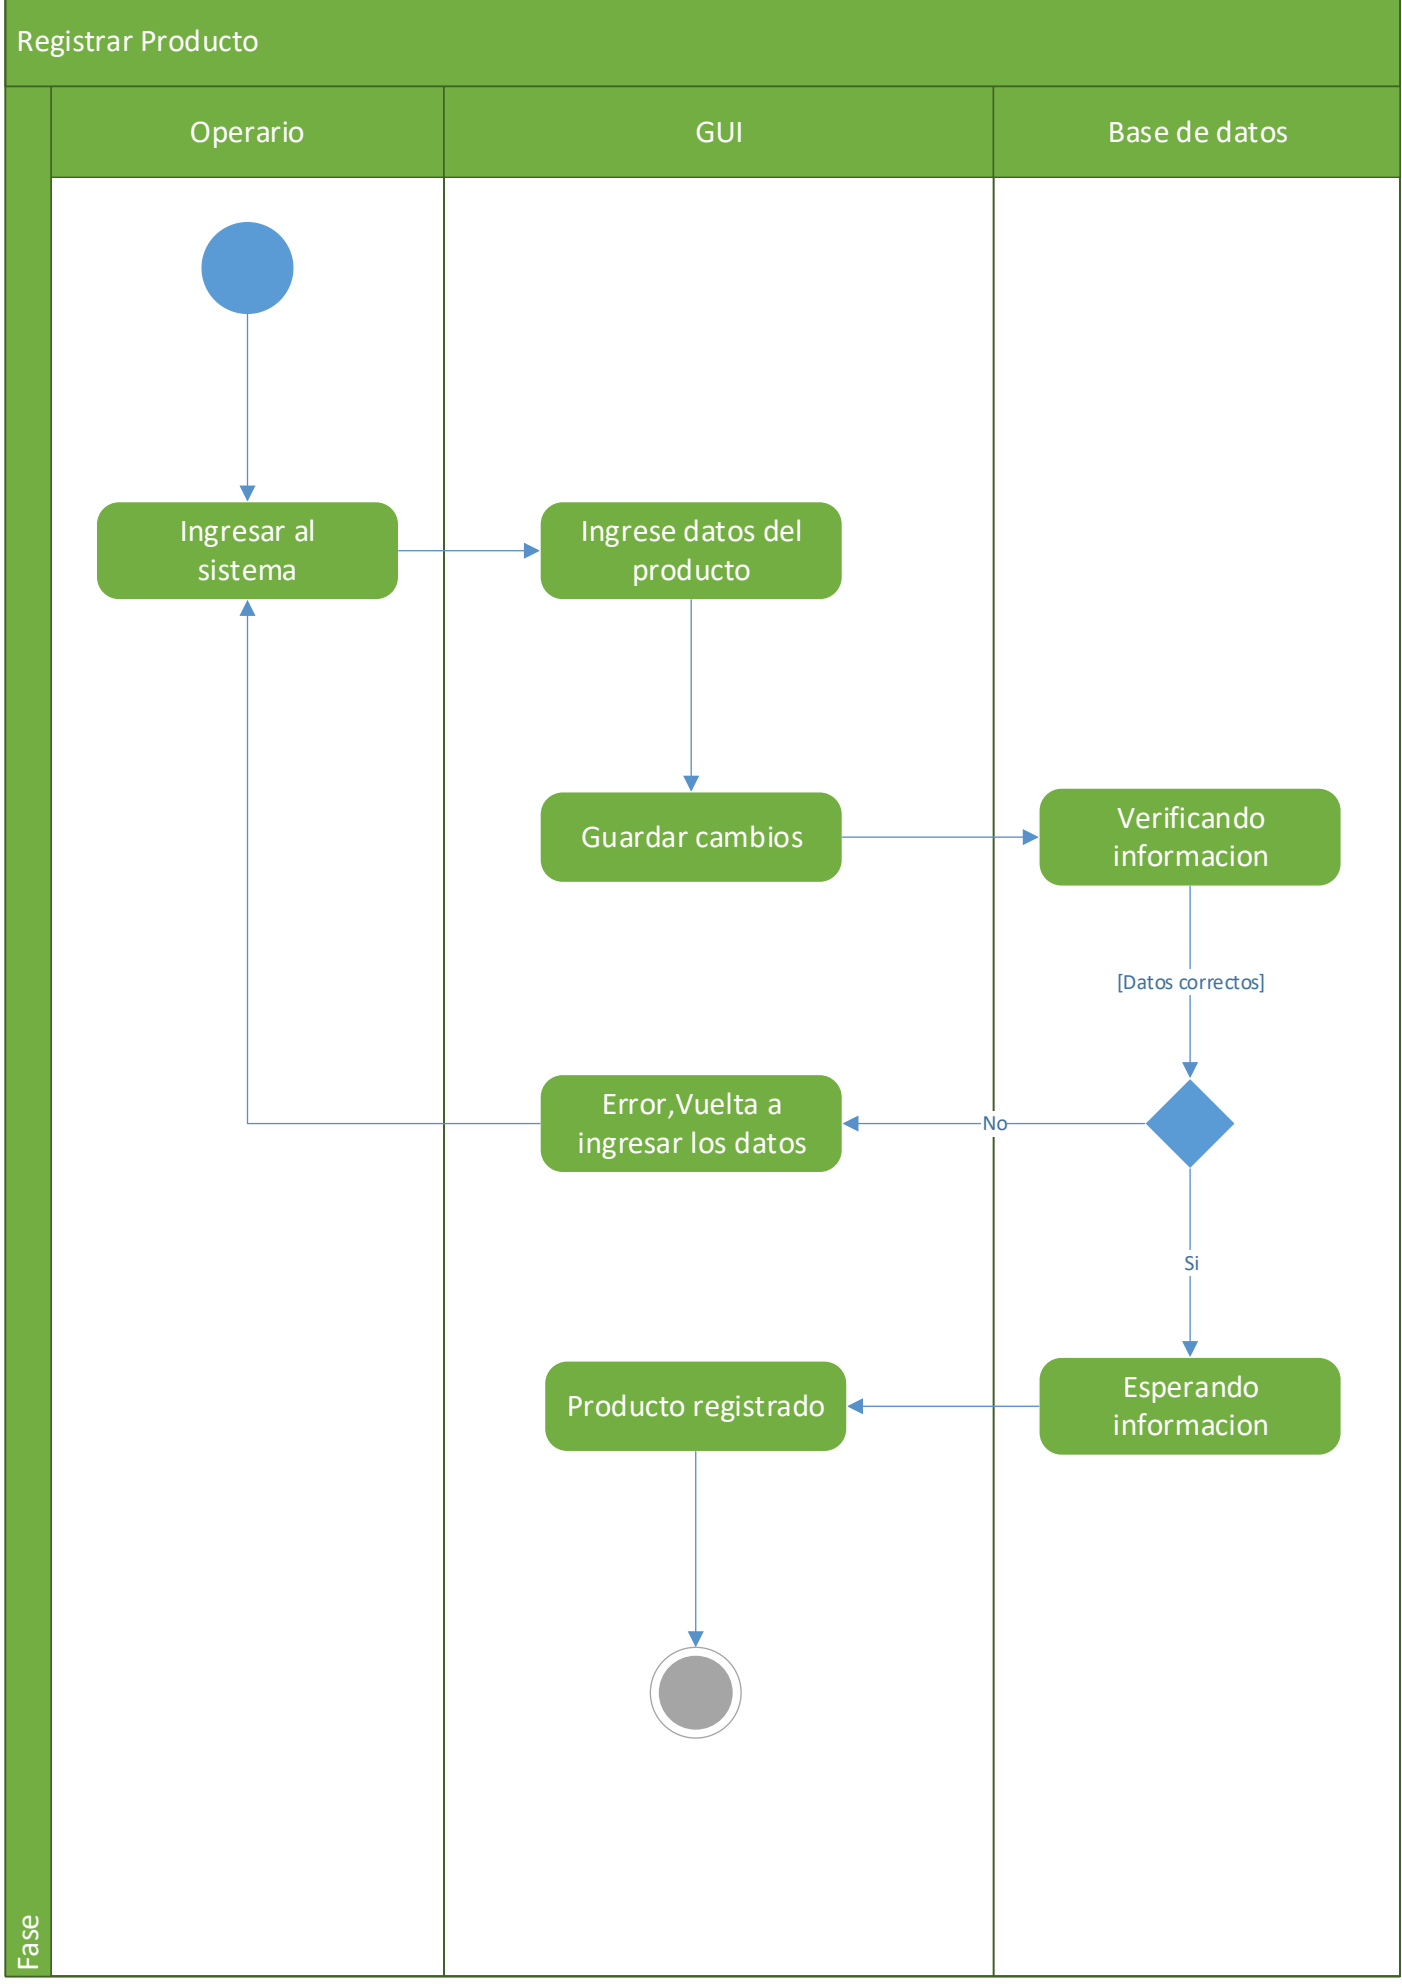 Registrar Producto
Operario
GUI
Base de datos
Ingresar al
sistema
Ingrese datos del
producto
Guardar cambios
Verificando
informacion
[Datos correctos]
Error,Vuelta a
ingresar los datos
No
Si
Producto registrado
Esperando
informacion
Fase